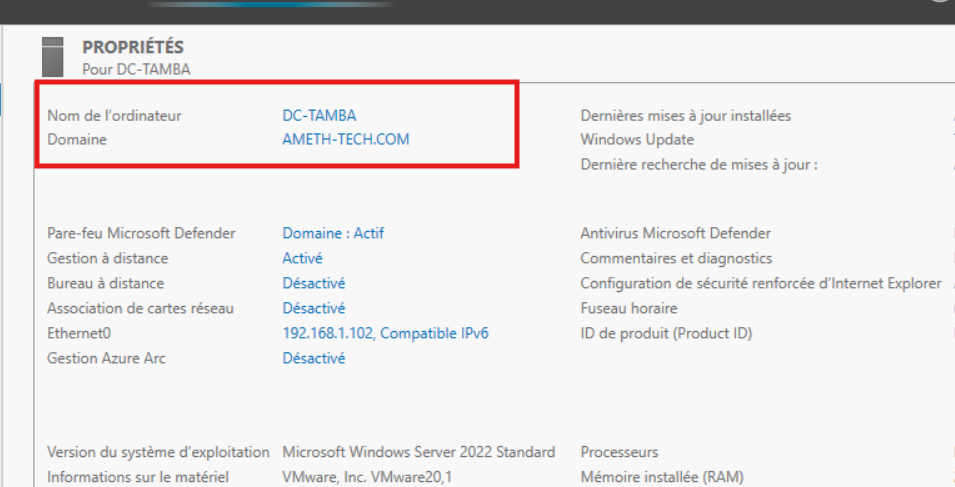 PROPRIÉTÉS
Pour DC-TAMBA
Nom de l'ordinateur DC-TAMBA
Domaine AMETH-TECH.COM
Dernières mises à jour installées
Windows Update
Dernière recherche de mises à jour :
Pare-feu Microsoft Defender Domaine : Actif
Gestion à distance Activé
Bureau à distance Désactivé
Association de cartes réseau Désactivé
Ethernet0 192.168.1.102, Compatible IPv6
Gestion Azure Arc Désactivé
Antivirus Microsoft Defender
Commentaires et diagnostics
Configuration de sécurité renforcée d'Internet Explorer
Fuseau horaire
ID de produit (Product ID)
Version du système d'exploitation Microsoft Windows Server 2022 Standard
Informations sur le matériel VMware, Inc. VMware20,1
Processeurs
Mémoire installée (RAM)